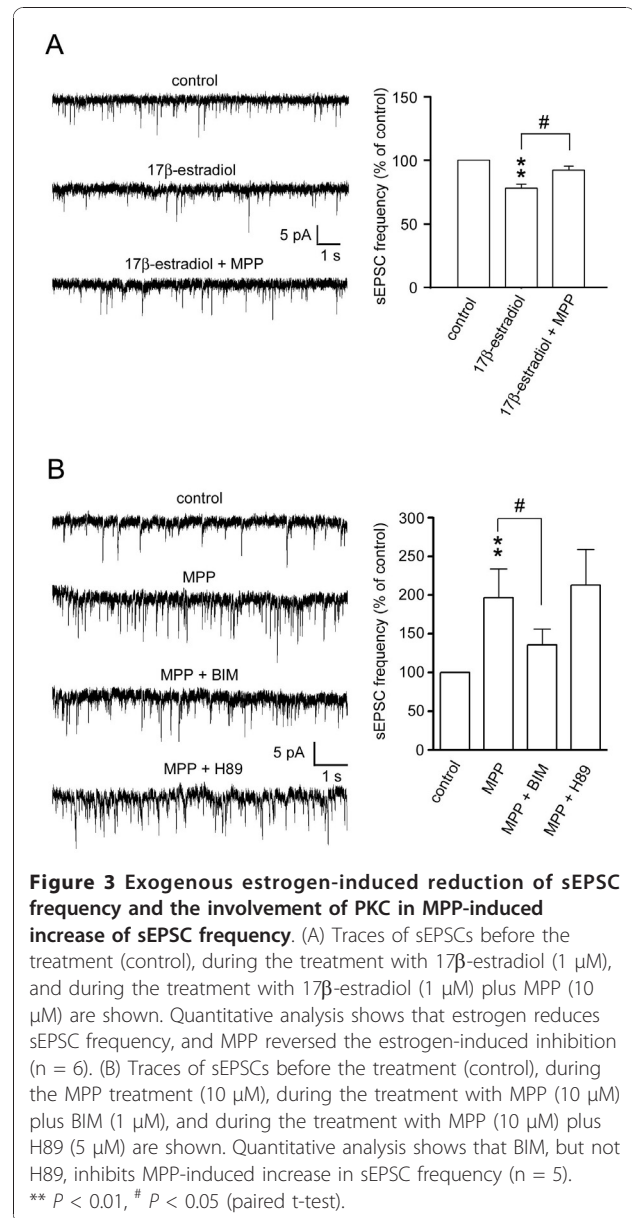 A
control
17β-estradiol
5 pA
1 s
17β-estradiol + MPP
150
100
50
0
sEPSC frequency (% of control)
#
**
control
17β-estradiol
17β-estradiol + MPP
B
control
MPP
MPP + BIM
5 pA
1 s
MPP + H89
300
250
200
150
100
50
0
sEPSC frequency (% of control)
#
**
control
MPP
MPP + BIM
MPP + H89
Figure 3 Exogenous estrogen-induced reduction of sEPSC
frequency and the involvement of PKC in MPP-induced
increase of sEPSC frequency. (A) Traces of sEPSCs before the
treatment (control), during the treatment with 17β-estradiol (1 μM),
and during the treatment with 17β-estradiol (1 μM) plus MPP (10
μM) are shown. Quantitative analysis shows that estrogen reduces
sEPSC frequency, and MPP reversed the estrogen-induced inhibition
(n = 6). (B) Traces of sEPSCs before the treatment (control), during
the MPP treatment (10 μM), during the treatment with MPP (10 μM)
plus BIM (1 μM), and during the treatment with MPP (10 μM) plus
H89 (5 μM) are shown. Quantitative analysis shows that BIM, but not
H89, inhibits MPP-induced increase in sEPSC frequency (n = 5).
** P < 0.01, # P < 0.05 (paired t-test).